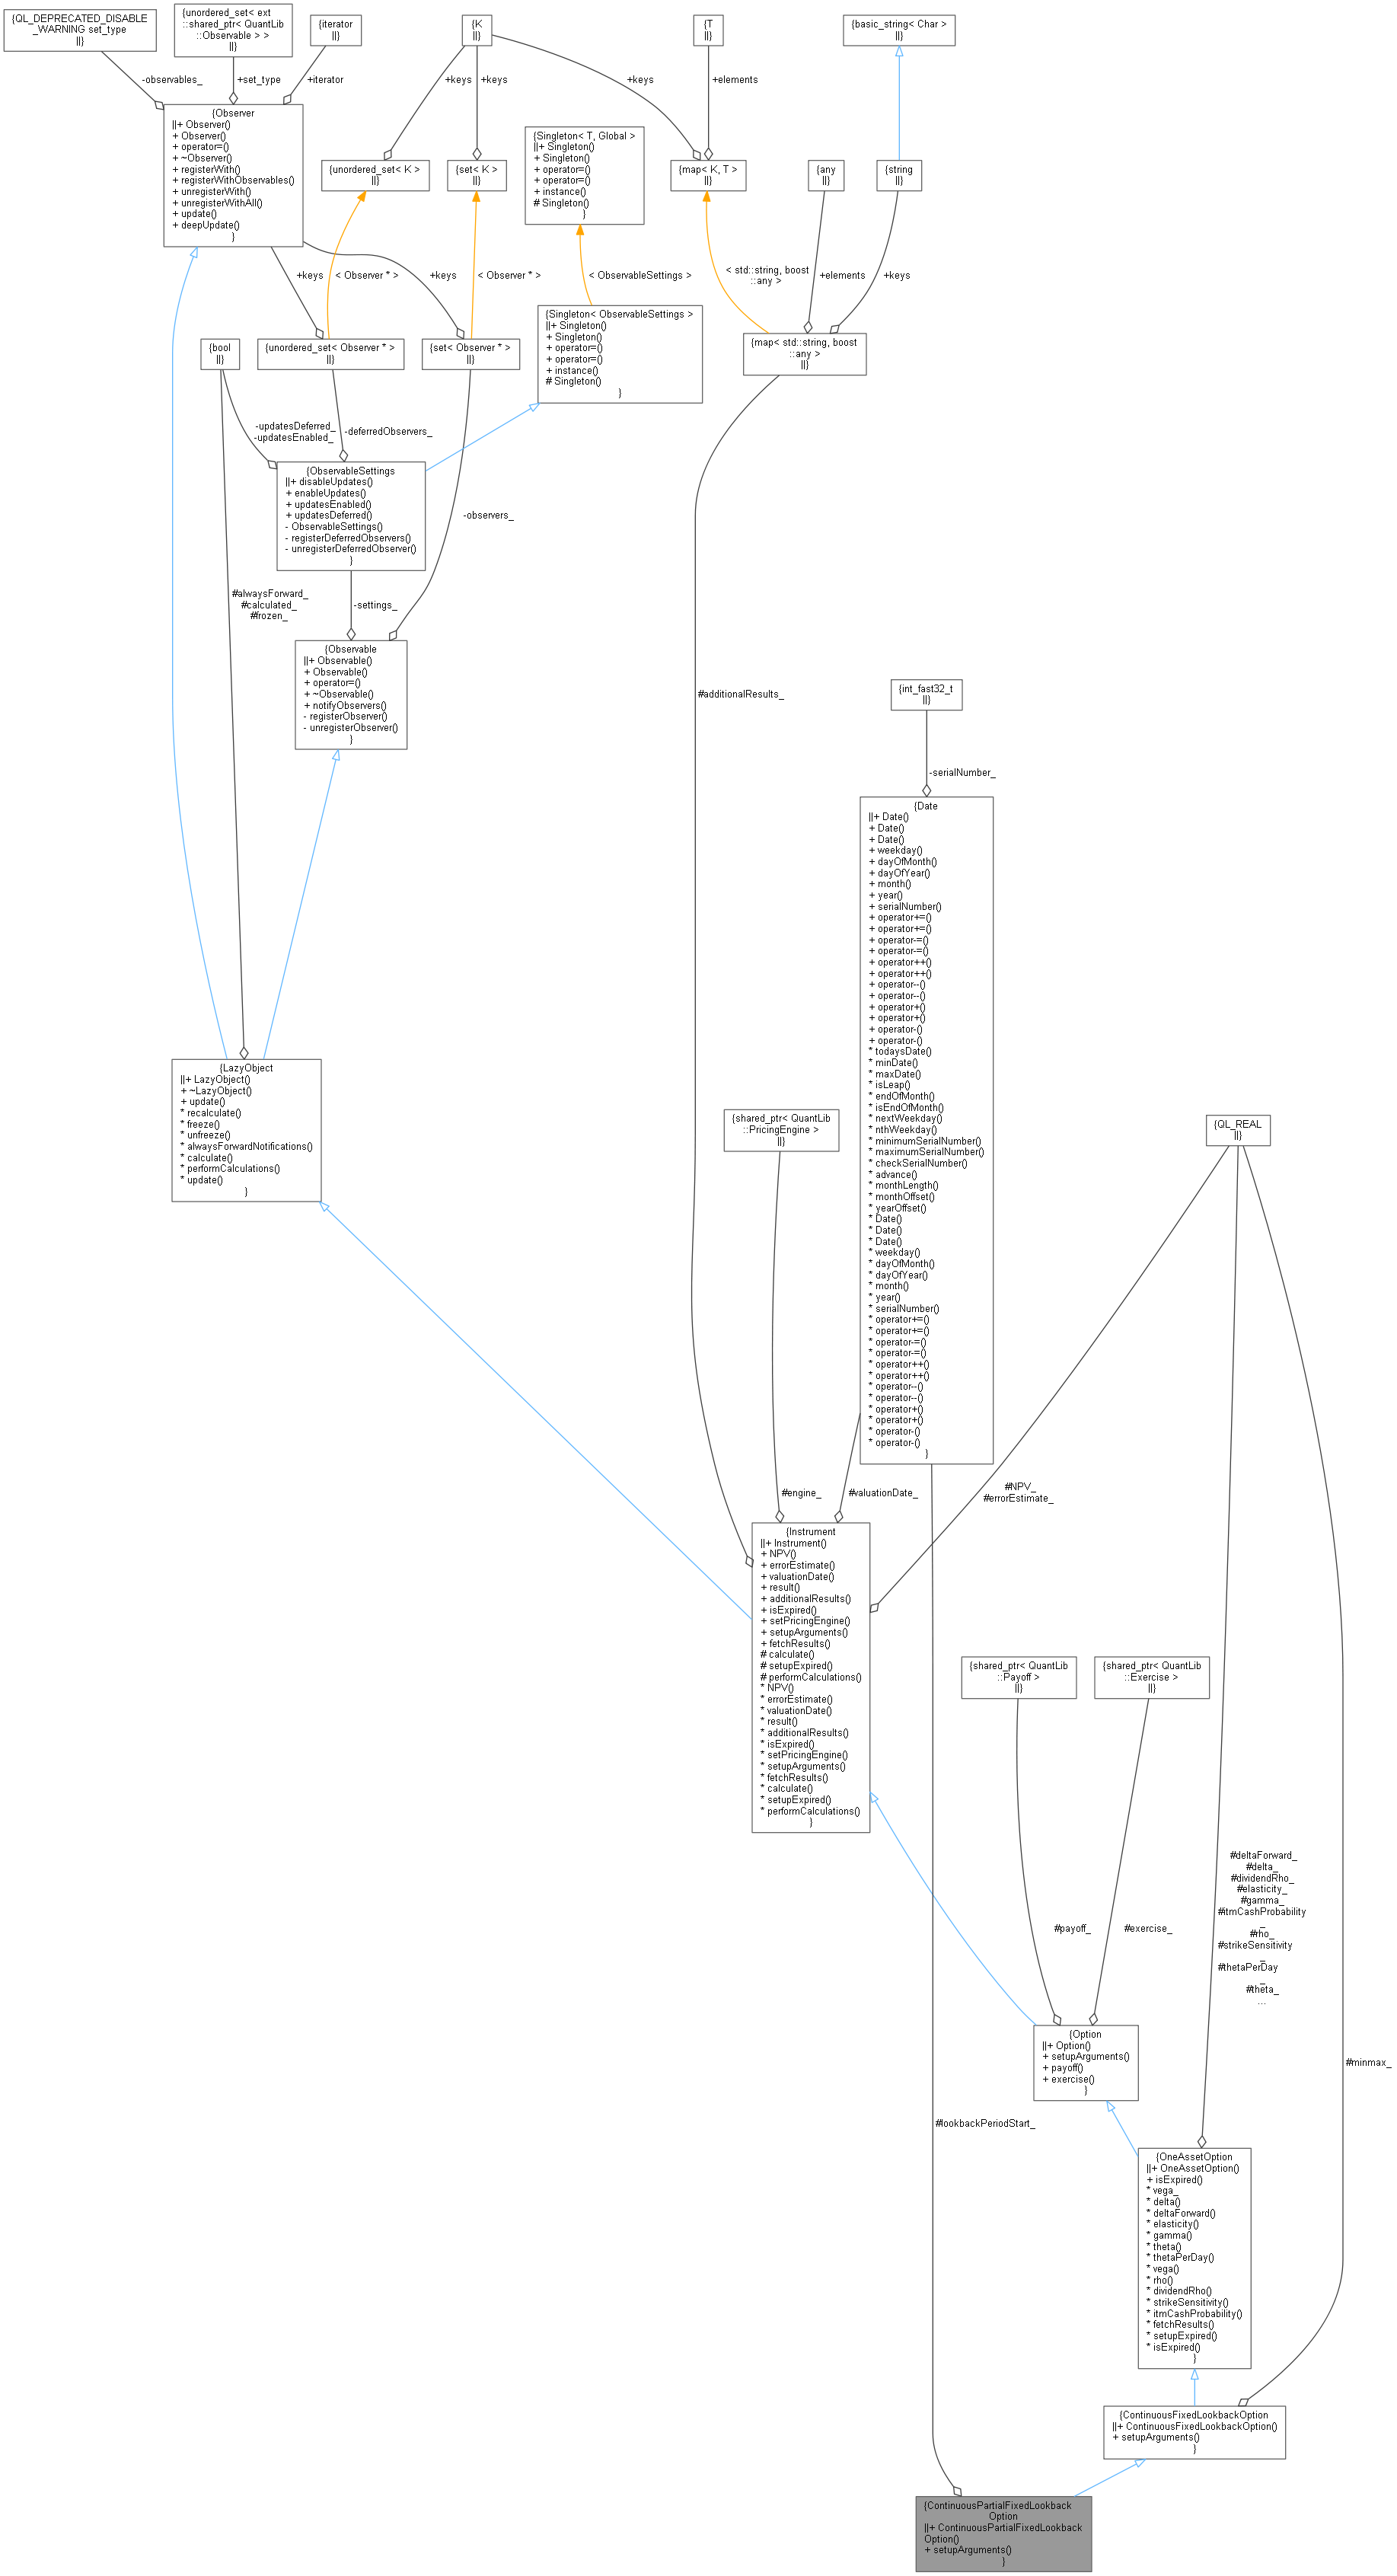 {QL_DEPRECATED_DISABLE
_WARNING set_type
||}
{unordered_set< ext
::shared_ptr< QuantLib
::Observable > >
||}
{iterator
||}
{K
||}
{T
||}
{basic_string< Char >
||}
-observables_
+set_type
+iterator
+keys
+keys
+keys
+elements
{Observer
||+ Observer()
+ Observer()
+ operator=()
+ ~Observer()
+ registerWith()
+ registerWithObservables()
+ unregisterWith()
+ unregisterWithAll()
+ update()
+ deepUpdate()
}
{unordered_set< K >
||}
{set< K >
||}
{Singleton< T, Global >
||+ Singleton()
+ Singleton()
+ operator=()
+ operator=()
+ instance()
# Singleton()
}
{map< K, T >
||}
{any
||}
{string
||}
+keys
< Observer * >
+keys
< Observer * >
< ObservableSettings >
< std::string, boost
::any >
+elements
+keys
{bool
||}
{unordered_set< Observer * >
||}
{set< Observer * >
||}
{Singleton< ObservableSettings >
||+ Singleton()
+ Singleton()
+ operator=()
+ operator=()
+ instance()
# Singleton()
}
{map< std::string, boost
::any >
||}
-updatesDeferred_
-updatesEnabled_
-deferredObservers_
{ObservableSettings
||+ disableUpdates()
+ enableUpdates()
+ updatesEnabled()
+ updatesDeferred()
- ObservableSettings()
- registerDeferredObservers()
- unregisterDeferredObserver()
}
-observers_
#alwaysForward_
#calculated_
#frozen_
-settings_
{Observable
||+ Observable()
+ Observable()
+ operator=()
+ ~Observable()
+ notifyObservers()
- registerObserver()
- unregisterObserver()
}
#additionalResults_
{int_fast32_t
||}
-serialNumber_
{Date
||+ Date()
+ Date()
+ Date()
+ weekday()
+ dayOfMonth()
+ dayOfYear()
+ month()
+ year()
+ serialNumber()
+ operator+=()
+ operator+=()
+ operator-=()
+ operator-=()
+ operator++()
+ operator++()
+ operator--()
+ operator--()
+ operator+()
+ operator+()
+ operator-()
+ operator-()
* todaysDate()
* minDate()
* maxDate()
* isLeap()
* endOfMonth()
* isEndOfMonth()
* nextWeekday()
* nthWeekday()
* minimumSerialNumber()
* maximumSerialNumber()
* checkSerialNumber()
* advance()
* monthLength()
* monthOffset()
* yearOffset()
* Date()
* Date()
* Date()
* weekday()
* dayOfMonth()
* dayOfYear()
* month()
* year()
* serialNumber()
* operator+=()
* operator+=()
* operator-=()
* operator-=()
* operator++()
* operator++()
* operator--()
* operator--()
* operator+()
* operator+()
* operator-()
* operator-()
}
{LazyObject
||+ LazyObject()
+ ~LazyObject()
+ update()
* recalculate()
* freeze()
* unfreeze()
* alwaysForwardNotifications()
* calculate()
* performCalculations()
* update()
}
{shared_ptr< QuantLib
::PricingEngine >
||}
{QL_REAL
||}
#engine_
#valuationDate_
#NPV_
#errorEstimate_
{Instrument
||+ Instrument()
+ NPV()
+ errorEstimate()
+ valuationDate()
+ result()
+ additionalResults()
+ isExpired()
+ setPricingEngine()
+ setupArguments()
+ fetchResults()
# calculate()
# setupExpired()
# performCalculations()
* NPV()
* errorEstimate()
* valuationDate()
* result()
* additionalResults()
* isExpired()
* setPricingEngine()
* setupArguments()
* fetchResults()
* calculate()
* setupExpired()
* performCalculations()
}
{shared_ptr< QuantLib
::Payoff >
||}
{shared_ptr< QuantLib
::Exercise >
||}
#payoff_
#exercise_
#deltaForward_
#delta_
#dividendRho_
#elasticity_
#gamma_
#itmCashProbability
_
#rho_
#strikeSensitivity
_
#thetaPerDay
_
#theta_
...
{Option
||+ Option()
+ setupArguments()
+ payoff()
+ exercise()
}
#minmax_
#lookbackPeriodStart_
{OneAssetOption
||+ OneAssetOption()
+ isExpired()
* vega_
* delta()
* deltaForward()
* elasticity()
* gamma()
* theta()
* thetaPerDay()
* vega()
* rho()
* dividendRho()
* strikeSensitivity()
* itmCashProbability()
* fetchResults()
* setupExpired()
* isExpired()
}
{ContinuousFixedLookbackOption
||+ ContinuousFixedLookbackOption()
+ setupArguments()
}
{ContinuousPartialFixedLookback
Option
||+ ContinuousPartialFixedLookback
Option()
+ setupArguments()
}